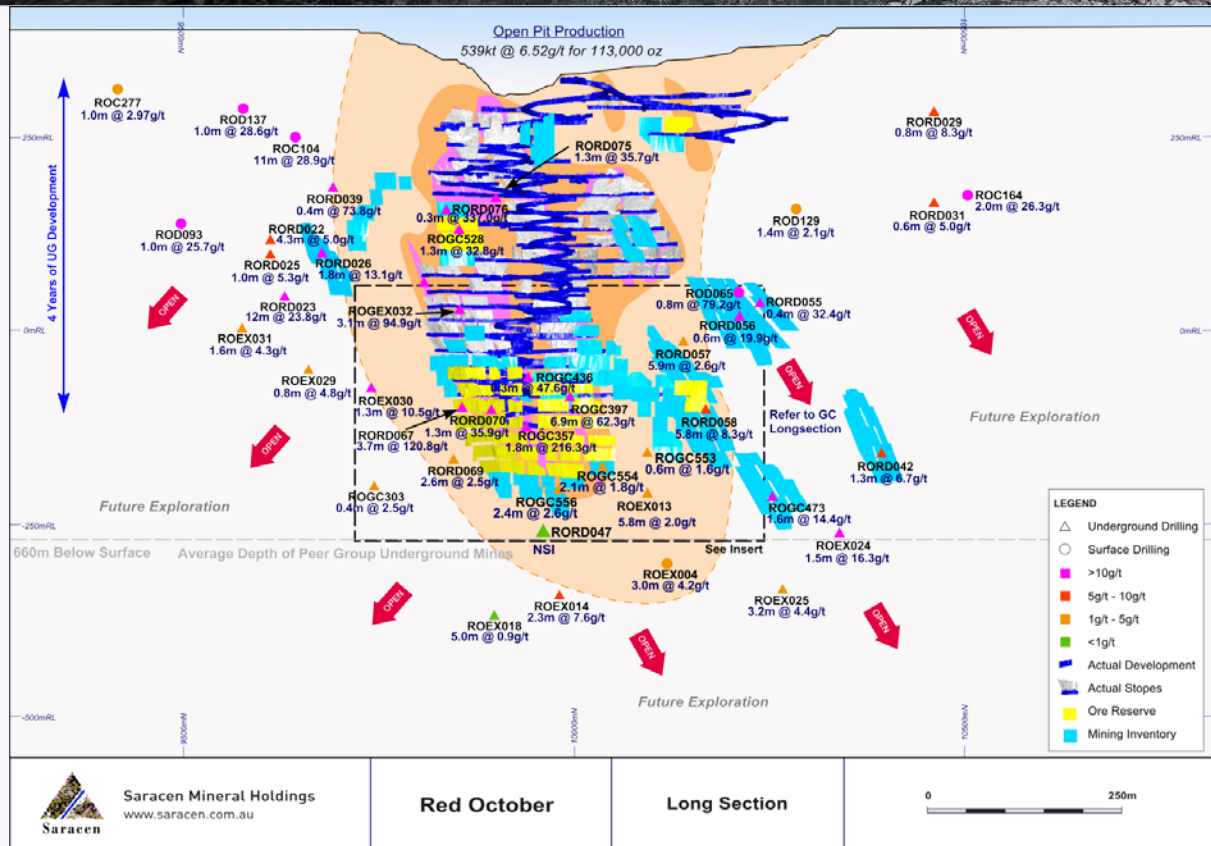 Open Pit Production
539kt @ 6.52g/t for 113,000 oz
9500mN
10500mN
ROC277
1.0m @ 2.97g/t
ROD137
1.0m @ 28.6g/t
ROC104
11m @ 28.9g/t
RORD029
0.8m @ 8.3g/t
250mRL
250mRL
RORD075
1.3m @ 35.7g/t
4 Years of UG Development
RORD039
0.4m @ 73.8g/t
RORD076
0.3m @ 337.0g/t
ROC164
2.0m @ 26.3g/t
RORD031
0.6m @ 5.0g/t
ROD129
1.4m @ 2.1g/t
ROD093
1.0m @ 25.7g/t
RORD022
4.3m @ 5.0g/t
ROGC528
1.3m @ 32.8g/t
RORD025
1.0m @ 5.3g/t
RORD026
1.8m @ 13.1g/t
OPEN
RORD023
12m @ 23.8g/t
ROGEX032
3.1m @ 94.9g/t
ROD065
0.8m @ 79.2g/t
RORD055
0.4m @ 32.4g/t
RORD056
0.6m @ 19.9g/t
OPEN
0mRL
0mRL
ROEX031
1.6m @ 4.3g/t
RORD057
5.9m @ 2.6g/t
ROEX029
0.8m @ 4.8g/t
OPEN
ROEX030
1.3m @ 10.5g/t
ROGC436
0.3m @ 47.6g/t
ROGC397
6.9m @ 62.3g/t
Refer to GC
Longsection
Future Exploration
RORD067
3.7m @ 120.8g/t
RORD070
1.3m @ 35.9g/t
ROGC357
1.8m @ 216.3g/t
RORD058
5.8m @ 8.3g/t
OPEN
RORD069
2.6m @ 2.5g/t
ROGC553
0.6m @ 1.6g/t
RORD042
1.3m @ 6.7g/t
ROGC303
0.4m @ 2.5g/t
ROGC554
2.1m @ 1.8g/t
ROGC556
2.4m @ 2.6g/t
ROEX013
5.8m @ 2.0g/t
ROGC473
1.6m @ 14.4g/t
Future Exploration
-250mRL
RORD047
NSI
660m Below Surface
Average Depth of Peer Group Underground Mines
See Insert
ROEX024
1.5m @ 16.3g/t
ROEX004
3.0m @ 4.2g/t
ROEX025
3.2m @ 4.4g/t
ROEX014
2.3m @ 7.6g/t
ROEX018
5.0m @ 0.9g/t
OPEN
OPEN
OPEN
Future Exploration
-500mRL
9500mN
10000mN
10500mN
LEGEND
Underground Drilling
Surface Drilling
>10g/t
5g/t - 10g/t
1g/t - 5g/t
<1g/t
Actual Development
Actual Stopes
Ore Reserve
Mining Inventory
Saracen
Saracen Mineral Holdings
www.saracen.com.au
Red October
Long Section
0
250m